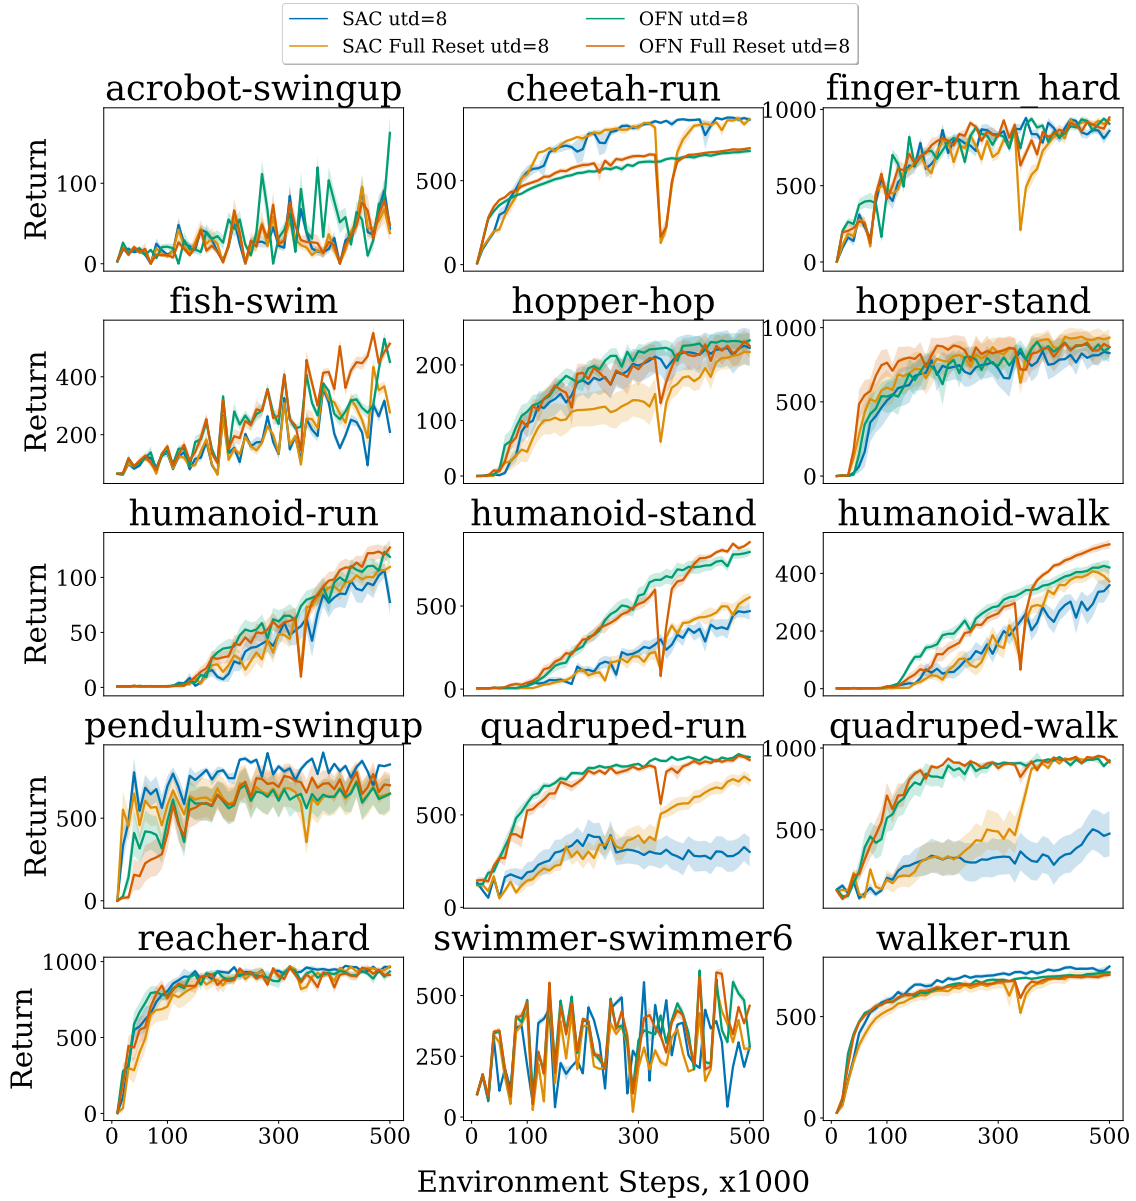 SAC utd=8
OFN utd=8
SAC Full Reset utd=8
OFN Full Reset utd=8
acrobot-swingup
cheetah-run
finger-turn_hard
Return
100
0
500
0
1000
500
0
fish-swim
hopper-hop
hopper-stand
Return
400
200
200
100
0
1000
500
0
humanoid-run
humanoid-stand
humanoid-walk
Return
100
50
0
500
0
400
200
0
pendulum-swingup
quadruped-run
quadruped-walk
Return
500
0
500
0
1000
500
reacher-hard
swimmer-swimmer6
walker-run
Return
1000
500
0
500
250
0
500
0
0 100 300 500
0 100 300 500
0 100 300 500
Environment Steps, x1000